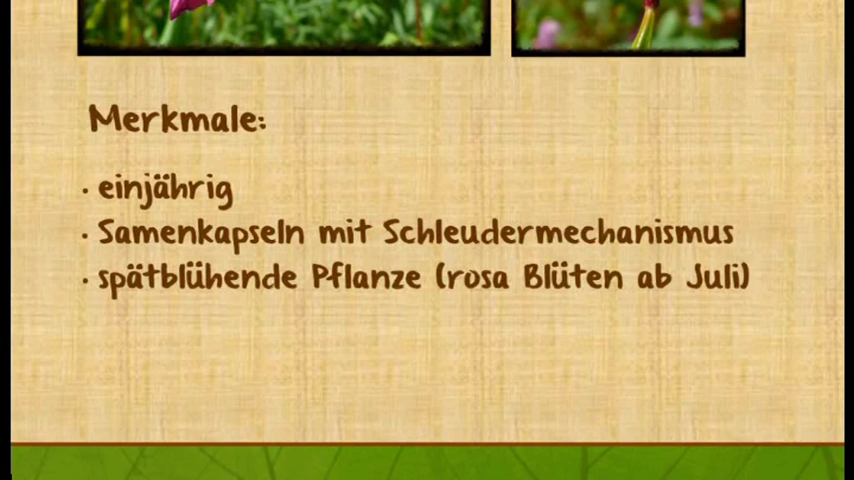 Merkmale:
· einjährig
· Samenkapseln mit Schleudermechanismus
· spätblühende Pflanze (rosa Blüten ab Juli)